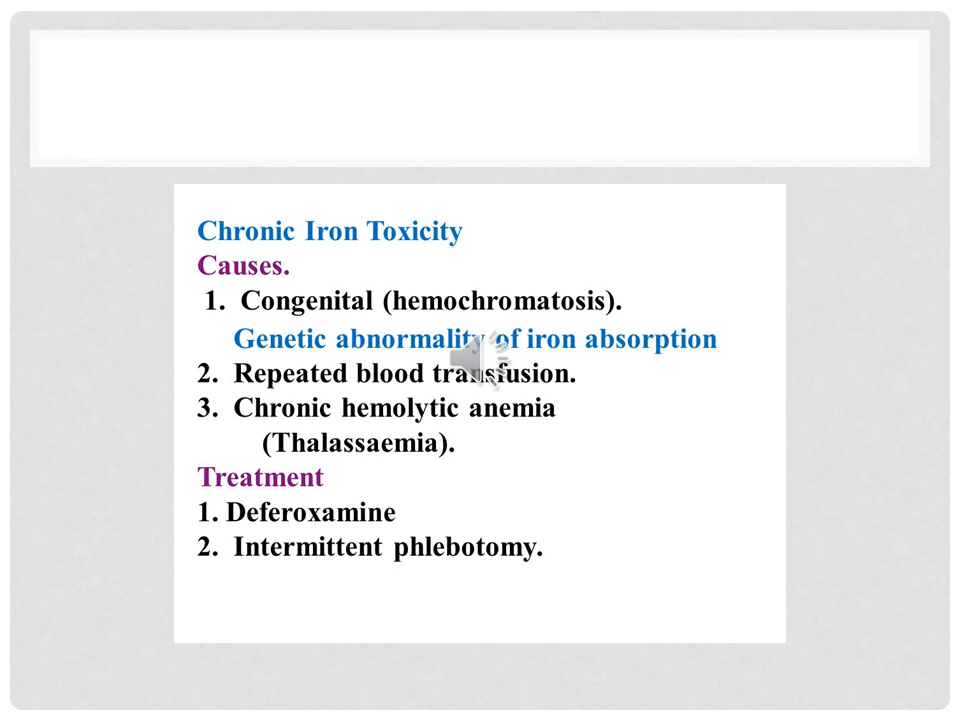 Chronic Iron Toxicity
Causes.
1. Congenital (hemochromatosis).
Genetic abnormality of iron absorption
2. Repeated blood transfusion.
3. Chronic hemolytic anemia
(Thalassaemia).
Treatment
1. Deferoxamine
2. Intermittent phlebotomy.